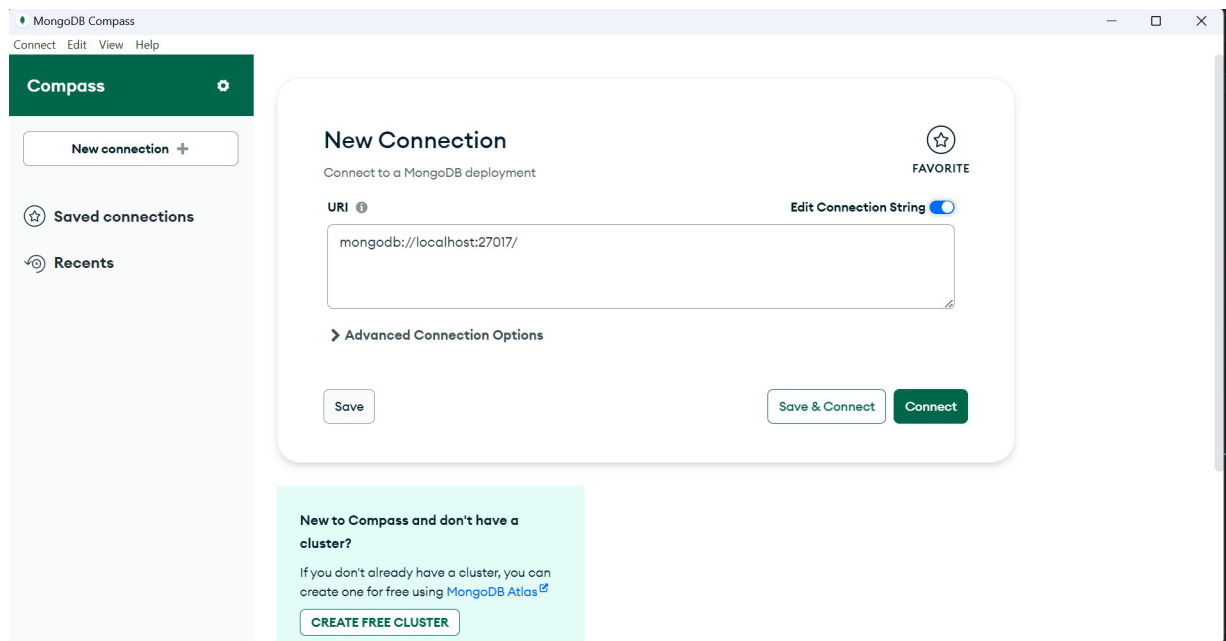 MongoDB Compass
Connect Edit View Help
Compass
New connection
Saved connections
Recents
New Connection
Connect to a MongoDB deployment
FAVORITE
URI
Edit Connection String
mongodb://localhost:27017/
Advanced Connection Options
Save
Save & Connect
Connect
New to Compass and don't have a
cluster?
If you don't already have a cluster, you can
create one for free using MongoDB Atlas
CREATE FREE CLUSTER